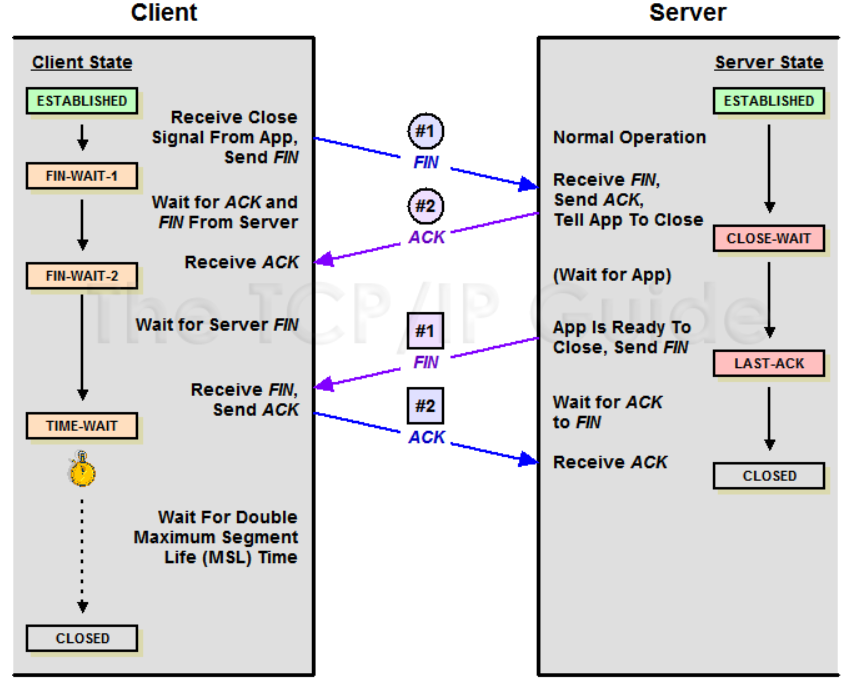 Client
Server
Client State
ESTABLISHED
Receive Close
Signal From App,
Send FIN
FIN-WAIT-1
Wait for ACK and
FIN From Server
Receive ACK
FIN-WAIT-2
Wait for Server FIN
Receive FIN,
Send ACK
TIME-WAIT
Wait For Double
Maximum Segment
Life (MSL) Time
CLOSED
#1
FIN
#2
ACK
#1
FIN
#2
ACK
Server State
ESTABLISHED
Normal Operation
Receive FIN,
Send ACK,
Tell App To Close
CLOSE-WAIT
(Wait for App)
App Is Ready To
Close, Send FIN
LAST-ACK
Wait for ACK
to FIN
Receive ACK
CLOSED
The TCP/IP Guide